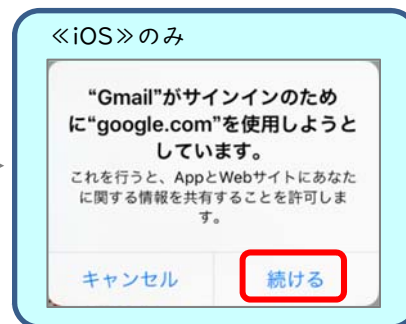 ≪iOS≫のみ
“Gmail”がサインインのため
に“google.com”を使用しようと
しています。
これを行うと、AppとWebサイトにあなた
に関する情報を共有することを許可しま
す。
キャンセル
続ける